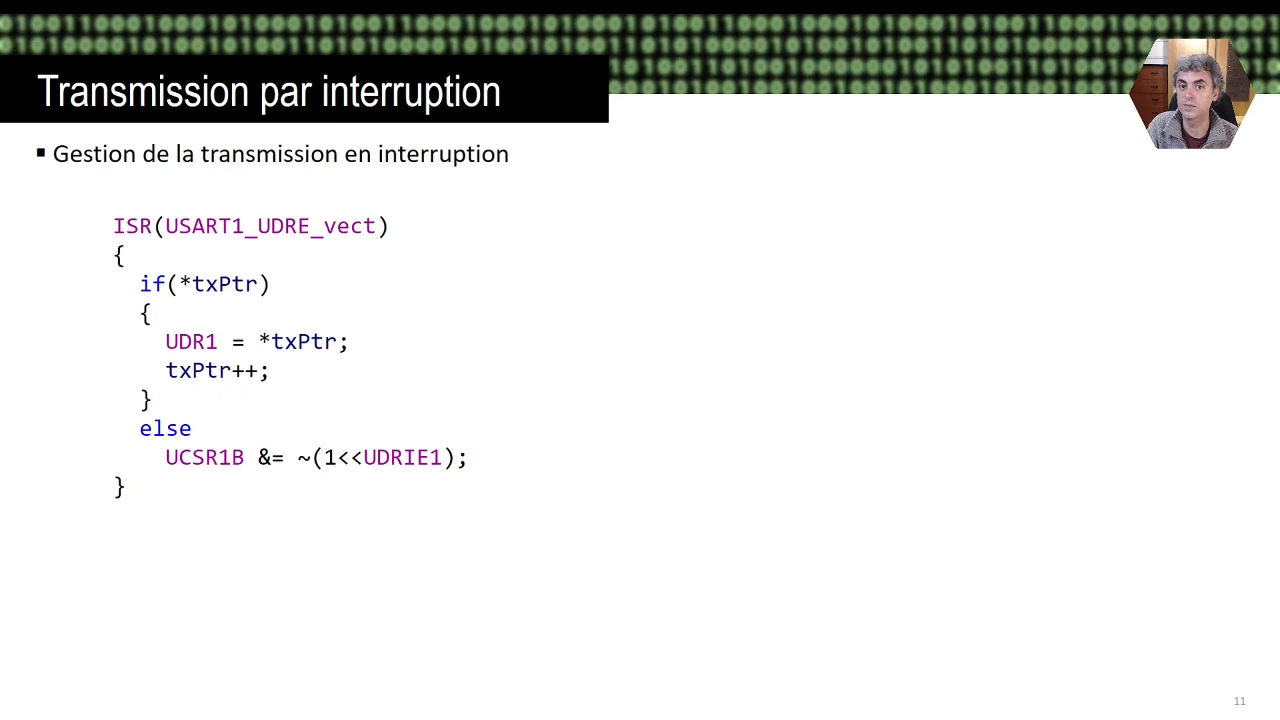 Transmission par interruption
▪ Gestion de la transmission en interruption
ISR(USART1_UDRE_vect)
{
if(*txPtr)
{
UDR1 = *txPtr;
txPtr++;
}
else
UCSR1B &= ~(1<<UDRIE1);
}
11